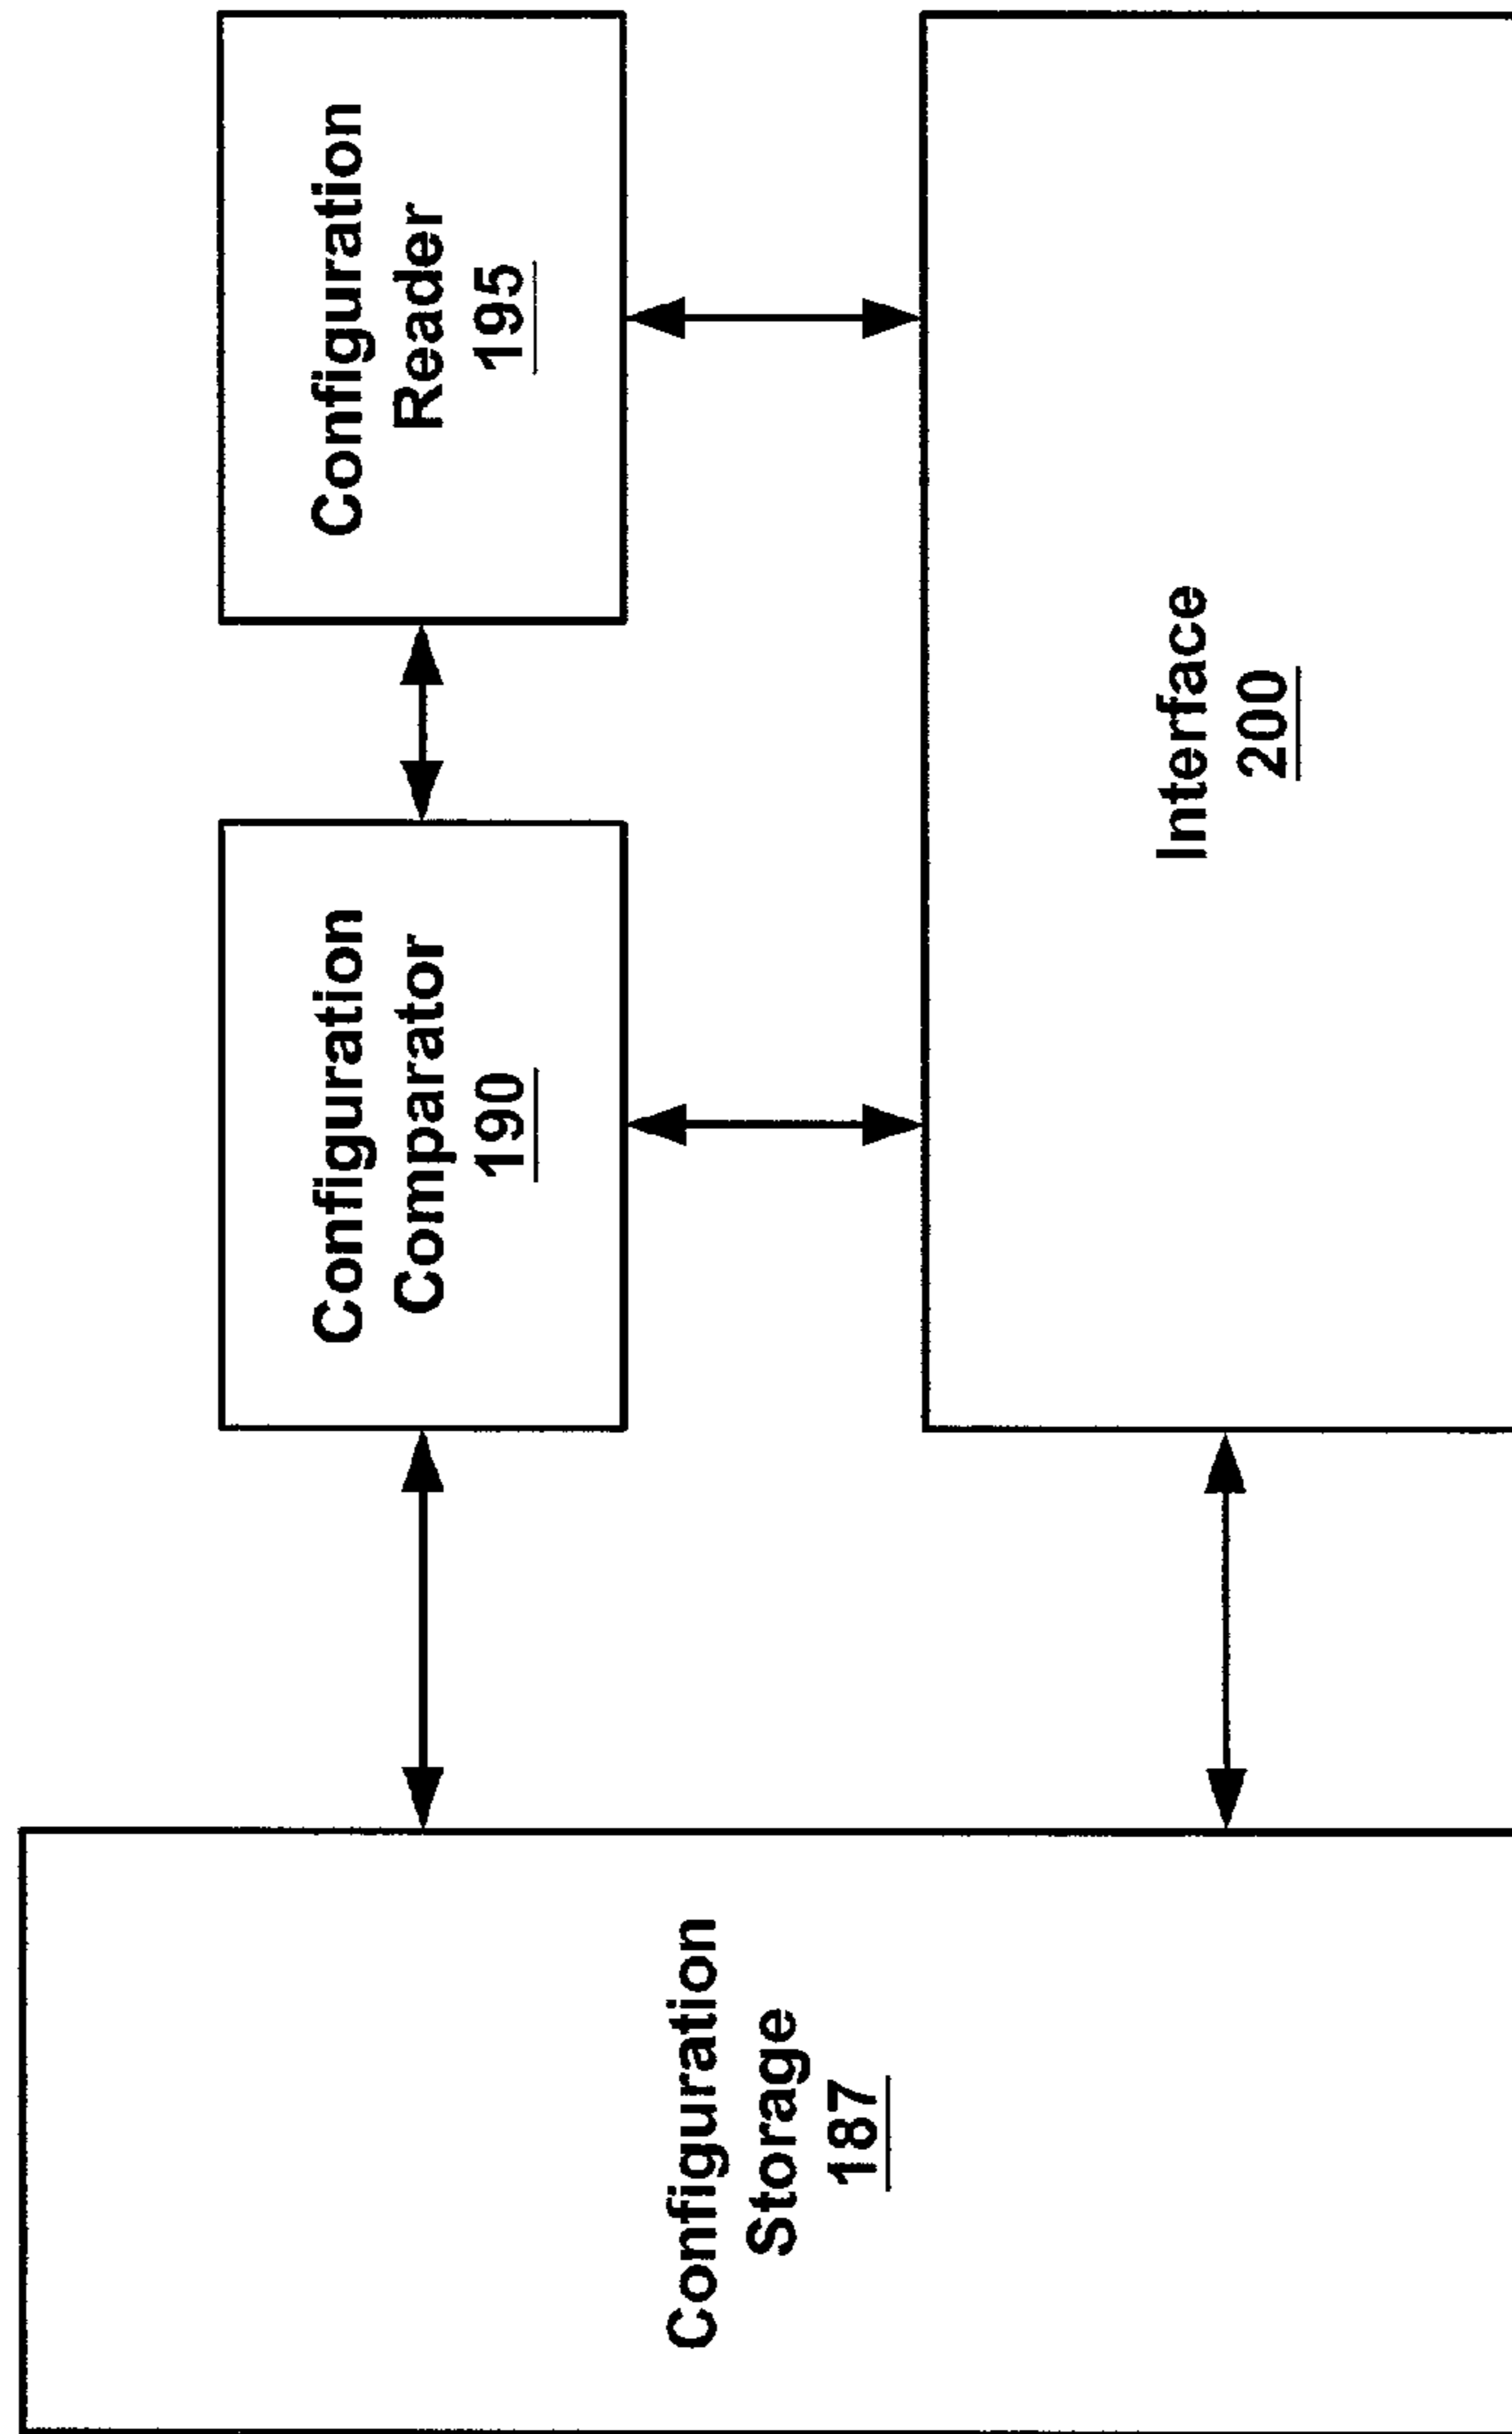 Configuration
Storage
187
Configuration
Comparator
190
Configuration
Reader
195
Interface
200